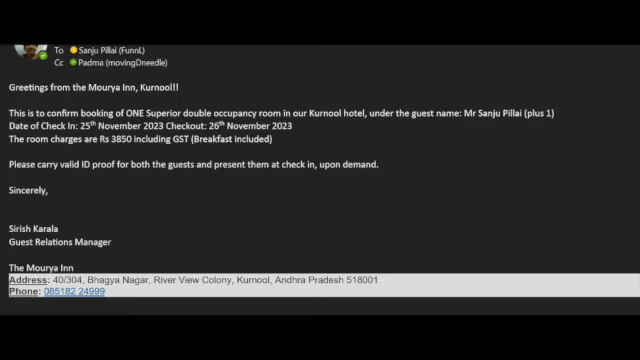 To Sanju Pillai (FunnL)
Cc Padma (movingDneedle)
Greetings from the Mourya Inn, Kurnool!!
This is to confirm booking of ONE Superior double occupancy room in our Kurnool hotel, under the guest name: Mr Sanju Pillai (plus 1)
Date of Check In: 25th November 2023 Checkout: 26th November 2023
The room charges are Rs 3850 including GST (Breakfast included)
Please carry valid ID proof for both the guests and present them at check in, upon demand.
Sincerely,
Sirish Karala
Guest Relations Manager
The Mourya Inn
Address: 40/304, Bhagya Nagar, River View Colony, Kurnool, Andhra Pradesh 518001
Phone: 085182 24999